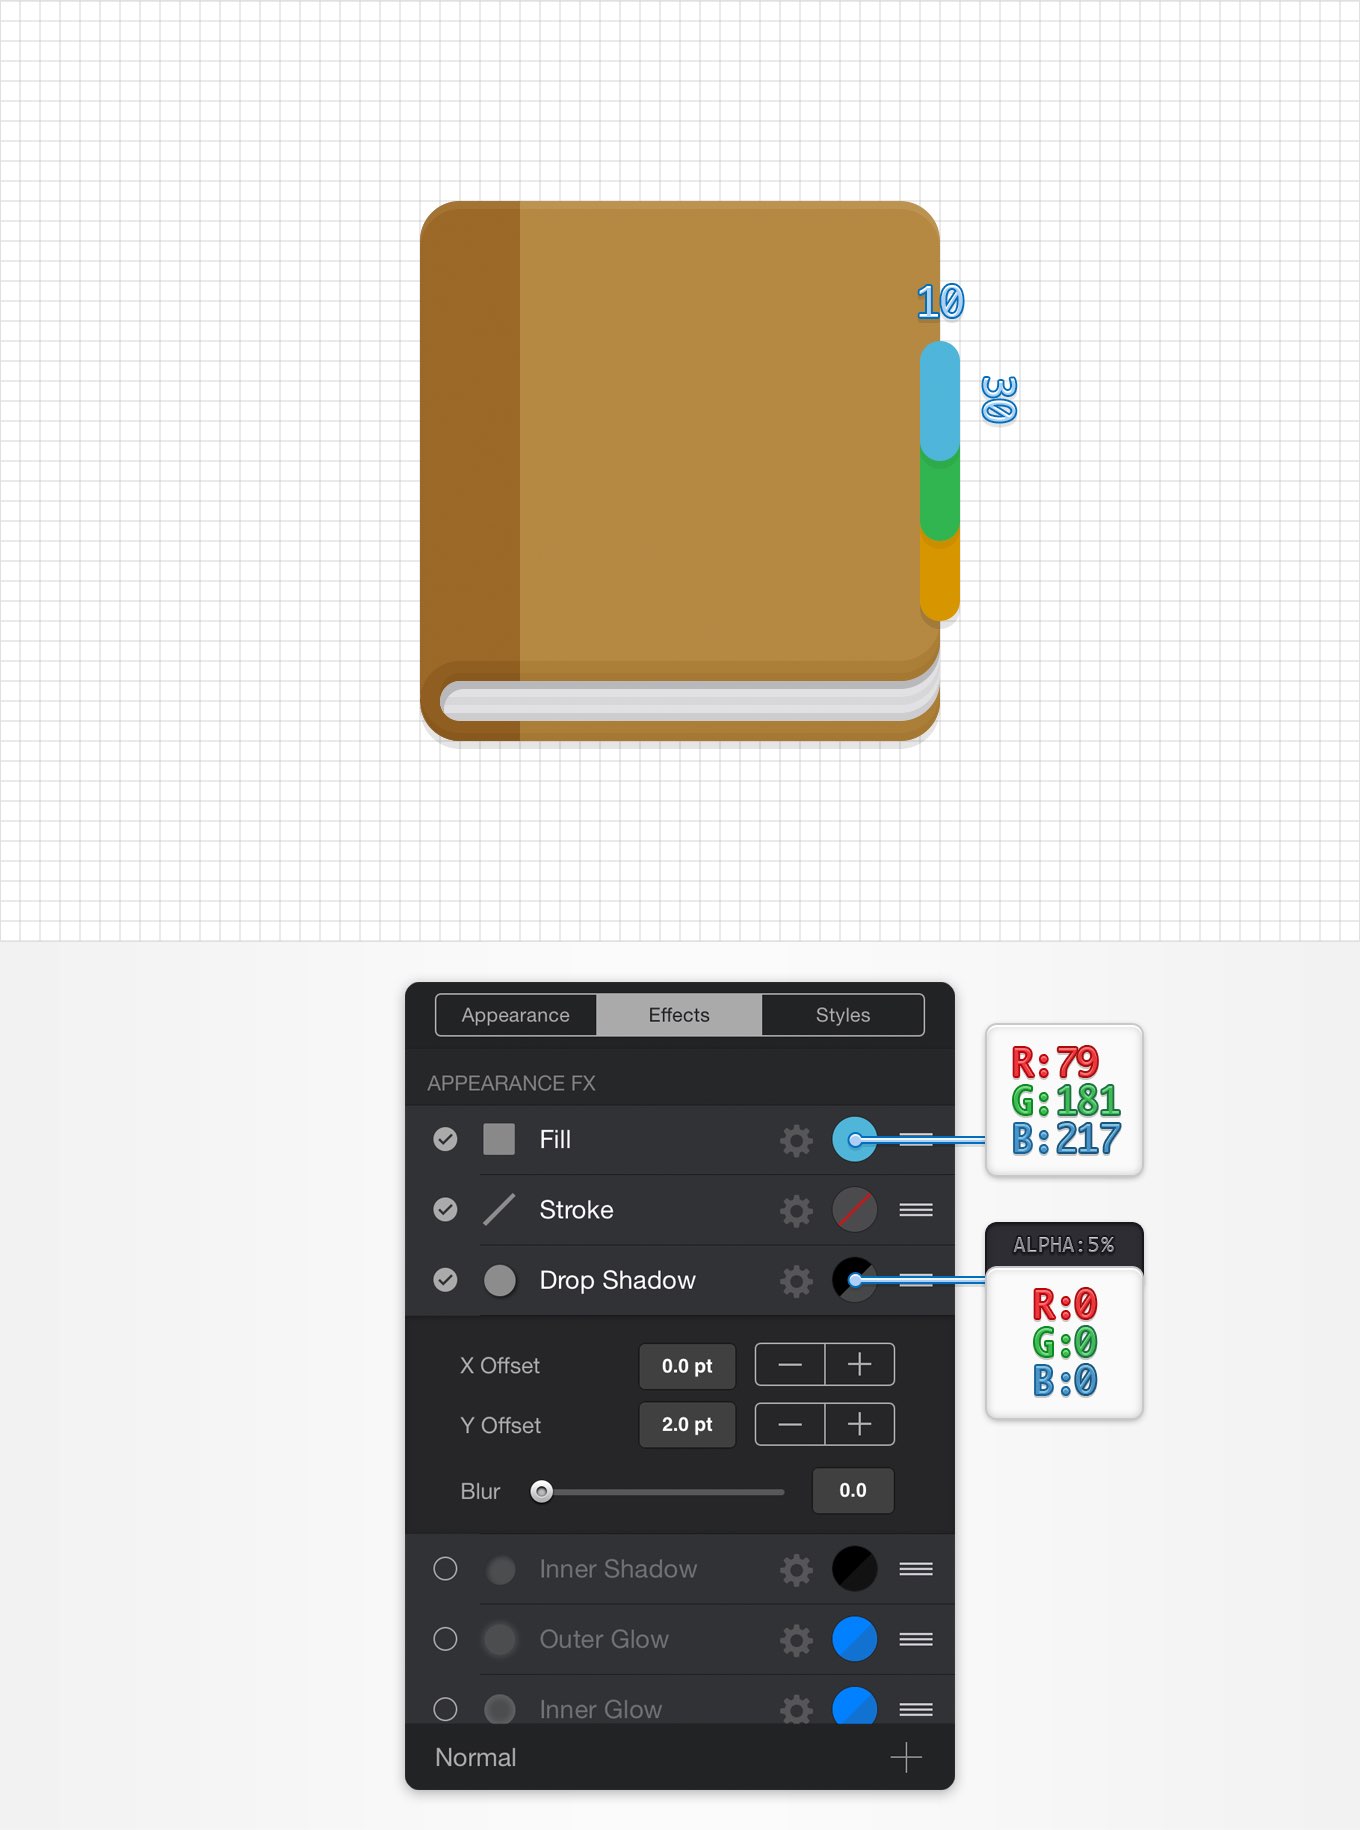 10
30
Appearance Effects Styles
APPEARANCE FX
Fill
R:79
G:181
B:217
Stroke
Drop Shadow
ALPHA:5%
R:0
G:0
B:0
X Offset 0.0 pt
Y Offset 2.0 pt
Blur 0.0
Inner Shadow
Outer Glow
Inner Glow
Normal